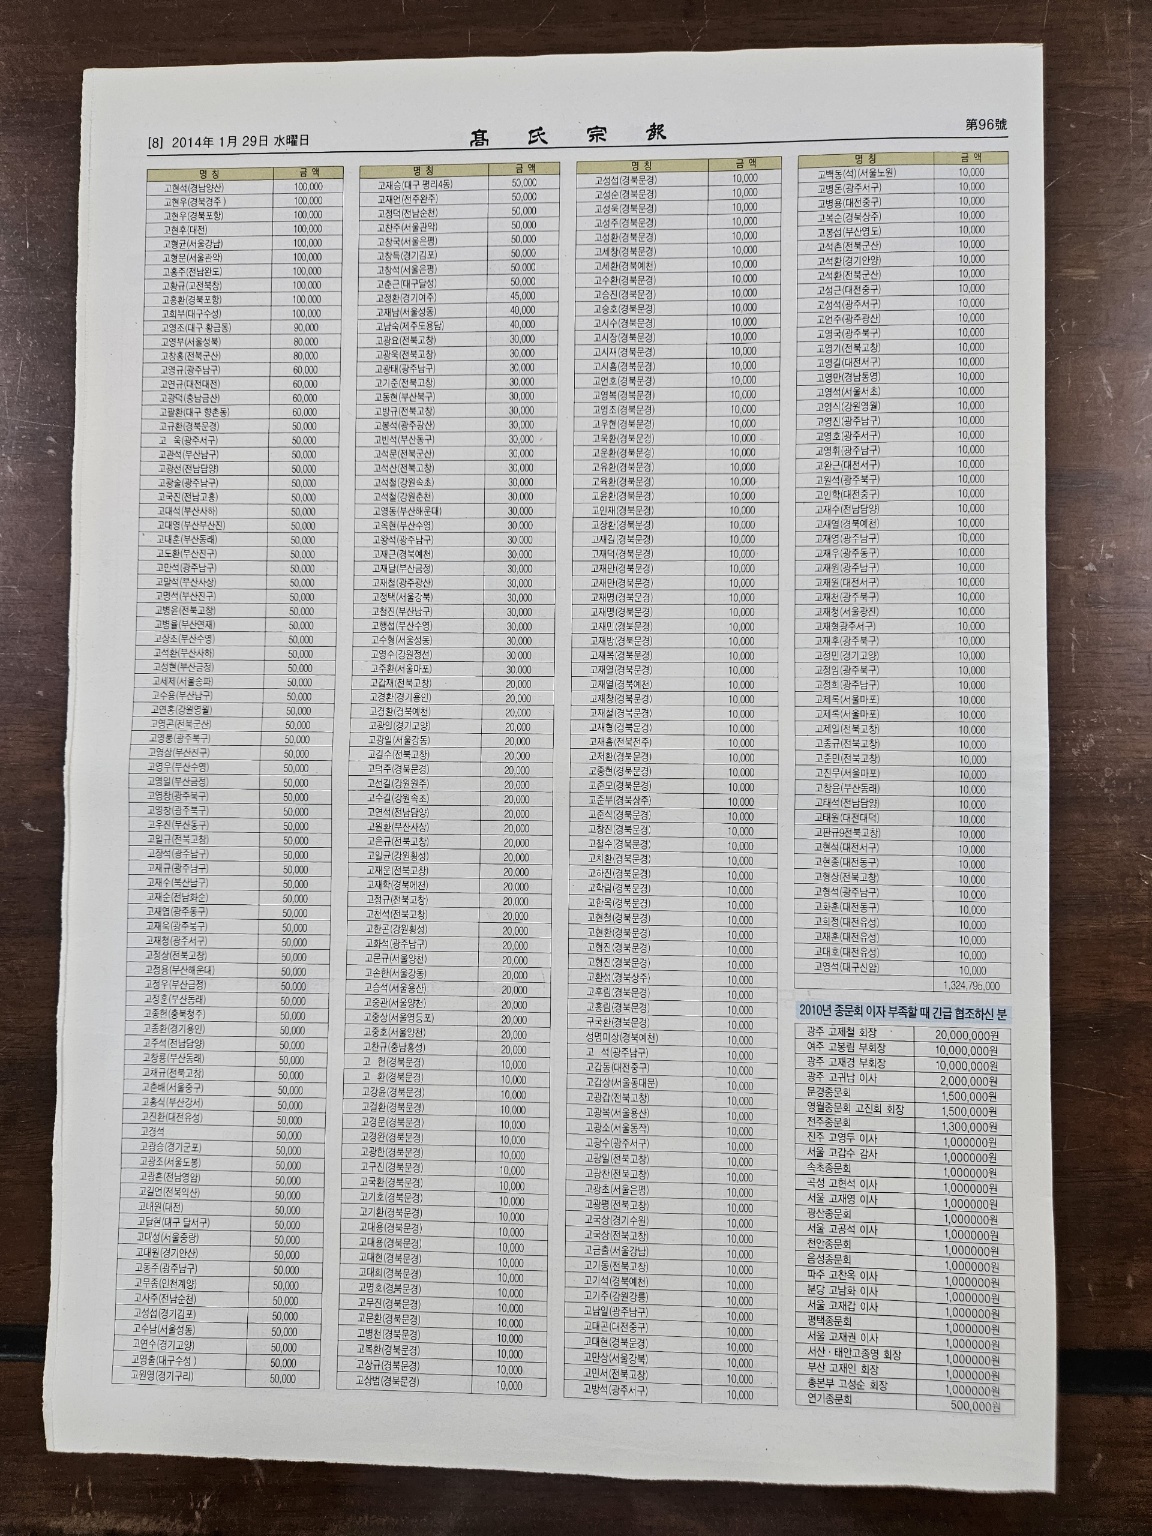 [8] 2014年 1月 29日 水曜日
高 氏 宗 報
第96號
명 칭 금 액
고현석(경남양산) 100,000
고현우(경북경주) 100,000
고현우(경북포항) 100,000
고현후(대전) 100,000
고형균(서울강남) 100,000
고형문(서울관악) 100,000
고홍주(전남완도) 100,000
고황규(고전북창) 100,000
고흥환(경북포항) 100,000
고희부(대구수성) 100,000
고영조(대구 황금동) 90,000
고영부(서울성북) 80,000
고창홍(전북군산) 80,000
고영규(광주남구) 60,000
고연규(대전대전) 60,000
고광덕(충남금산) 60,000
고팔환(대구 향촌동) 60,000
고규환(경북문경) 50,000
고 욱(광주서구) 50,000
고관석(부산남구) 50,000
고광선(전남담양) 50,000
고광술(광주남구) 50,000
고국진(전남고흥) 50,000
고대석(부산사하) 50,000
고대영(부산부산진) 50,000
고내훈(부산동래) 50,000
고도환(부산진구) 50,000
고만석(광주남구) 50,000
고말석(부산사상) 50,000
고명석(부산진구) 50,000
고병은(전북고창) 50,000
고병율(부산연제) 50,000
고상조(부산수영) 50,000
고석환(부산사하) 50,000
고성현(부산금정) 50,000
고세제(서울송파) 50,000
고수용(부산남구) 50,000
고연홍(강원영월) 50,000
고영곤(전북군산) 50,000
고영통(광주북구) 50,000
고영삼(부산진구) 50,000
고영우(부산수영) 50,000
고영일(부산금정) 50,000
고영창(광주북구) 50,000
고영창(광주북구) 50,000
고우진(부산동구) 50,000
고일규(전북고창) 50,000
고장석(광주남구) 50,000
고재규(광주남구) 50,000
고재수(북산남구) 50,000
고재순(전남화순) 50,000
고재협(광주동구) 50,000
고재욱(광주북구) 50,000
고재청(광주서구) 50,000
고정상(전북고창) 50,000
고정용(부산해운대) 50,000
고정우(부산금정) 50,000
고정훈(부산동래) 50,000
고종현(충북청주) 50,000
고종환(경기용인) 50,000
고주석(전남담양) 50,000
고창룡(부산동래) 50,000
고채규(전북고창) 50,000
고춘배(서울중구) 50,000
고홍식(부산강서) 50,000
고진환(대전유성) 50,000
고경석 50,000
고광승(경기군포) 50,000
고광조(서울도봉) 50,000
고광훈(전남영암) 50,000
고길언(전북익산) 50,000
고내원(대전) 50,000
고달현(대구 달서구) 50,000
고대성(서울중랑) 50,000
고대원(경기안산) 50,000
고동주(광주남구) 50,000
고무종(인천계양) 50,000
고사주(전남순천) 50,000
고성섭(경기김포) 50,000
고수남(서울성동) 50,000
고연수(경기고양) 50,000
고영출(대구수성) 50,000
고원영(경기구리) 50,000
명 칭 금 액
고재승(대구 평리4동) 50,000
고재언(전주완주) 50,000
고점덕(전남순천) 50,000
고찬주(서울관악) 50,000
고창국(서울은평) 50,000
고창득(경기김포) 50,000
고창석(서울은평) 50,000
고춘근(대구달성) 50,000
고정환(경기여주) 45,000
고재남(서울성동) 40,000
고남숙(제주도용담) 40,000
고광요(전북고창) 30,000
고광욱(전북고창) 30,000
고광태(광주남구) 30,000
고기준(전북고창) 30,000
고동현(부산북구) 30,000
고방규(전북고창) 30,000
고봉석(광주광산) 30,000
고빈석(부산동구) 30,000
고석문(전북군산) 30,000
고석산(전북고창) 30,000
고석철(강원속초) 30,000
고석철(강원춘천) 30,000
고영동(부산해운대) 30,000
고옥현(부산수영) 30,000
고왕석(광주남구) 30,000
고재근(경북예천) 30,000
고재달(부산금정) 30,000
고재철(광주광산) 30,000
고정택(서울강북) 30,000
고청진(부산남구) 30,000
고행섭(부산수영) 30,000
고수형(서울성동) 30,000
고영수(강원정선) 30,000
고주환(서울마포) 30,000
고갑재(전북고창) 20,000
고경환(경기용인) 20,000
고경환(경북예천) 20,000
고광일(경기고양) 20,000
고광일(서울강동) 20,000
고길수(전북고창) 20,000
고덕주(경북문경) 20,000
고선길(강원원주) 20,000
고수길(강원속초) 20,000
고연석(전남담양) 20,000
고원환(부산사상) 20,000
고은규(전북고창) 20,000
고일균(강원횡성) 20,000
고재운(전북고창) 20,000
고재학(경북예천) 20,000
고정규(전북고창) 20,000
고천석(전북고창) 20,000
고한곤(강원횡성) 20,000
고화석(광주남구) 20,000
고문규(서울양천) 20,000
고순한(서울강동) 20,000
고승석(서울용산) 20,000
고중관(서울양천) 20,000
고중상(서울영등포) 20,000
고중호(서울양천) 20,000
고찬규(충남홍성) 20,000
고 헌(경북문경) 10,000
고 환(경북문경) 10,000
고강윤(경북문경) 10,000
고걸환(경북문경) 10,000
고경문(경북문경) 10,000
고경완(경북문경) 10,000
고광한(경북문경) 10,000
고구진(경북문경) 10,000
고국환(경북문경) 10,000
고기호(경북문경) 10,000
고기환(경북문경) 10,000
고대용(경북문경) 10,000
고대용(경북문경) 10,000
고대현(경북문경) 10,000
고대희(경북문경) 10,000
고명호(경북문경) 10,000
고무진(경북문경) 10,000
고문환(경북문경) 10,000
고병천(경북문경) 10,000
고복환(경북문경) 10,000
고상규(경북문경) 10,000
고상법(경북문경) 10,000
명 칭 금 액
고성섭(경북문경) 10,000
고성순(경북문경) 10,000
고성욱(경북문경) 10,000
고성주(경북문경) 10,000
고성환(경북문경) 10,000
고세창(경북문경) 10,000
고세환(경북예천) 10,000
고수환(경북문경) 10,000
고승진(경북문경) 10,000
고승호(경북문경) 10,000
고시수(경북문경) 10,000
고시장(경북문경) 10,000
고시재(경북문경) 10,000
고시흠(경북문경) 10,000
고언호(경북문경) 10,000
고영복(경북문경) 10,000
고영조(경북문경) 10,000
고우현(경북문경) 10,000
고욱환(경북문경) 10,000
고운환(경북문경) 10,000
고유환(경북문경) 10,000
고육환(경북문경) 10,000
고윤환(경북문경) 10,000
고인재(경북문경) 10,000
고장환(경북문경) 10,000
고재길(경북문경) 10,000
고재덕(경북문경) 10,000
고재만(경북문경) 10,000
고재만(경북문경) 10,000
고재명(경북문경) 10,000
고재명(경북문경) 10,000
고재민(경북문경) 10,000
고재방(경북문경) 10,000
고재복(경북문경) 10,000
고재열(경북문경) 10,000
고재열(경북예천) 10,000
고재창(경북문경) 10,000
고재철(경북문경) 10,000
고재형(경북문경) 10,000
고재흠(전북전주) 10,000
고저환(경북문경) 10,000
고중현(경북문경) 10,000
고준모(경북문경) 10,000
고준부(경북상주) 10,000
고준식(경북문경) 10,000
고창진(경북문경) 10,000
고철수(경북문경) 10,000
고치환(경북문경) 10,000
고하진(경북문경) 10,000
고학림(경북문경) 10,000
고한옥(경북문경) 10,000
고현철(경북문경) 10,000
고현환(경북문경) 10,000
고형진(경북문경) 10,000
고형진(경북문경) 10,000
고환성(경북상주) 10,000
고후림(경북문경) 10,000
고흥림(경북문경) 10,000
구국환(경북문경) 10,000
성명미상(경북예천) 10,000
고 석(광주남구) 10,000
고갑동(대전중구) 10,000
고갑상(서울동대문) 10,000
고광갑(전북고창) 10,000
고광복(서울용산) 10,000
고광소(서울동작) 10,000
고광수(광주서구) 10,000
고광일(전북고창) 10,000
고광찬(전북고창) 10,000
고광초(서울은평) 10,000
고광평(전북고창) 10,000
고국상(경기수원) 10,000
고국상(전북고창) 10,000
고금출(서울강남) 10,000
고기동(전북고창) 10,000
고기석(경북예천) 10,000
고기주(강원강릉) 10,000
고남일(광주남구) 10,000
고대곤(대전중구) 10,000
고대현(경북문경) 10,000
고만상(서울강북) 10,000
고민서(전북고창) 10,000
고방석(광주서구) 10,000
명 칭 금 액
고백동(석)(서울노원) 10,000
고병돈(광주서구) 10,000
고병용(대전중구) 10,000
고복순(경북상주) 10,000
고봉섭(부산영도) 10,000
고석촌(전북군산) 10,000
고석환(경기안양) 10,000
고석환(전북군산) 10,000
고성근(대전중구) 10,000
고성석(광주서구) 10,000
고언주(광주광산) 10,000
고영국(광주북구) 10,000
고영기(전북고창) 10,000
고영길(대전서구) 10,000
고영만(경남통영) 10,000
고영석(서울서초) 10,000
고영식(강원영월) 10,000
고영진(광주남구) 10,000
고영호(광주서구) 10,000
고영휘(광주남구) 10,000
고완근(대전서구) 10,000
고원석(광주북구) 10,000
고인학(대전중구) 10,000
고재수(전남담양) 10,000
고재열(경북예천) 10,000
고재영(광주남구) 10,000
고재우(광주동구) 10,000
고재원(광주남구) 10,000
고재원(대전서구) 10,000
고재천(광주북구) 10,000
고재청(서울광진) 10,000
고재형광주서구) 10,000
고재후(광주북구) 10,000
고정민(경기고양) 10,000
고정임(광주북구) 10,000
고정희(광주남구) 10,000
고제록(서울마포) 10,000
고제록(서울마포) 10,000
고제일(전북고창) 10,000
고종규(전북고창) 10,000
고준민(전북고창) 10,000
고진무(서울마포) 10,000
고창윤(부산동래) 10,000
고태석(전남담양) 10,000
고태원(대전대덕) 10,000
고판규9전북고창) 10,000
고현석(대전서구) 10,000
고현종(대전동구) 10,000
고형상(전북고창) 10,000
고형석(광주남구) 10,000
고화훈(대전동구) 10,000
고희정(대전유성) 10,000
고재훈(대전유성) 10,000
고대호(대전유성) 10,000
고영석(대구신암) 10,000
1,324,795,000
2010년 종문회 이자 부족할 때 긴급 협조하신 분
광주 고제철 회장 20,000,000원
여주 고봉림 부회장 10,000,000원
광주 고재경 부회장 10,000,000원
광주 고귀남 이사 2,000,000원
문경종문회 1,500,000원
영월종문회 고진회 회장 1,500,000원
전주종문회 1,300,000원
진주 고영두 이사 1,000000원
서울 고갑수 감사 1,000000원
속초종문회 1,000000원
곡성 고현석 이사 1,000000원
서울 고재영 이사 1,000000원
광산종문회 1,000000원
서울 고공석 이사 1,000000원
천안종문회 1,000000원
음성종문회 1,000000원
파주 고찬옥 이사 1,000000원
분당 고남화 이사 1,000000원
서울 고재갑 이사 1,000000원
평택종문회 1,000000원
서울 고재권 이사 1,000000원
서산·태안고종영 회장 1,000000원
부산 고재인 회장 1,000000원
총본부 고성순 회장 1,000000원
연기종문회 500,000원